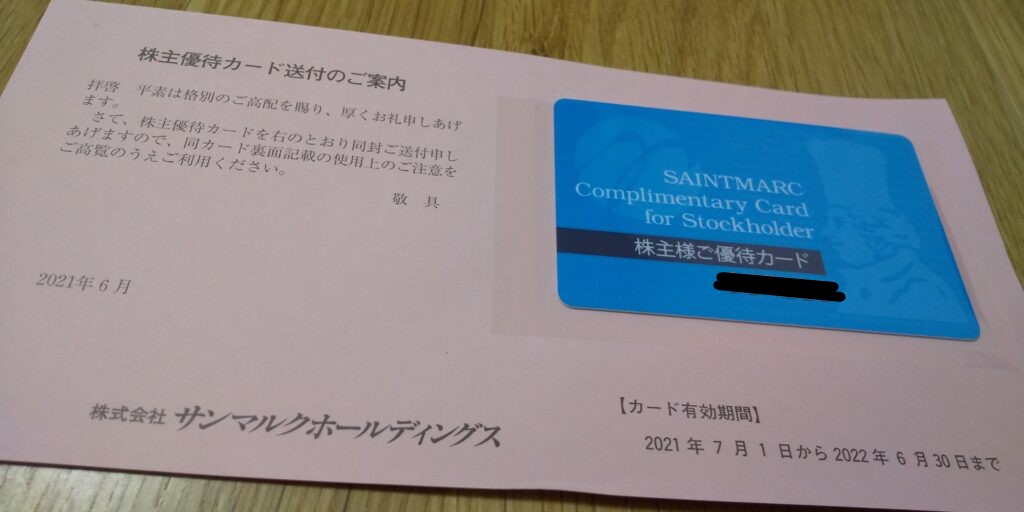 株主優待カード送付のご案内
拝啓　平素は格別のご高配を賜り、厚くお礼申しあげ
ます。
さて、株主優待カードを右のとおり同封ご送付申し
あげますので、同カード裏面記載の使用上のご注意を
ご高覧のうえご利用ください。
敬　具
2021年 6 月
株式会社 サンマルクホールディングス
SAINTMARC
Complimentary Card
for Stockholder
株主様ご優待カード
【カード有効期間】
2021 年 7 月 1 日から 2022 年 6 月 30 日まで